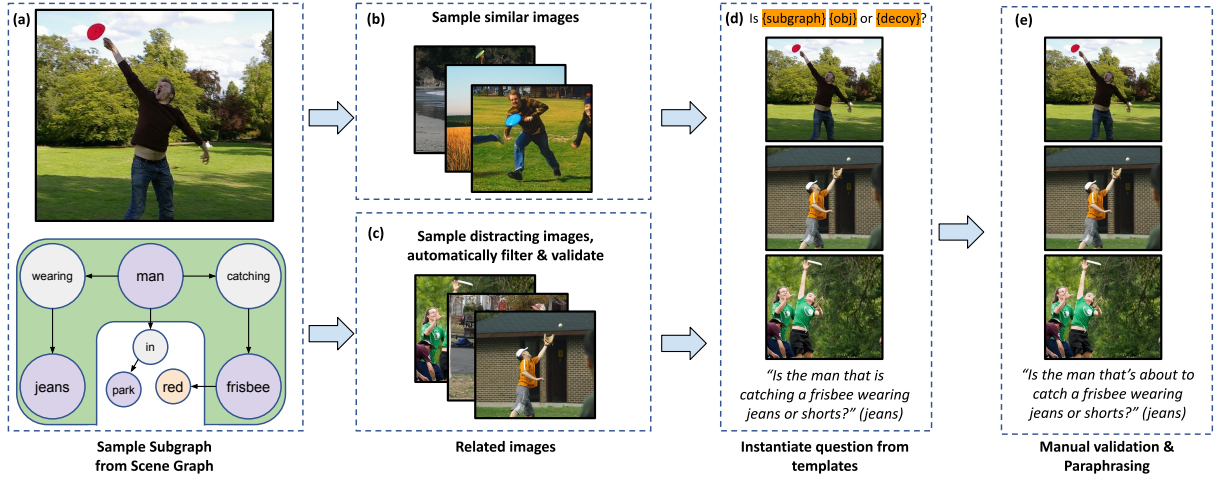 (a)
wearing
man
catching
in
jeans
park
red
frisbee
Sample Subgraph
from Scene Graph
(b)
Sample similar images
(c)
Sample distracting images,
automatically filter & validate
Related images
(d) Is {subgraph} {obj} or {decoy}?
“Is the man that is
catching a frisbee wearing
jeans or shorts?” (jeans)
Instantiate question from
templates
(e)
“Is the man that’s about to
catch a frisbee wearing
jeans or shorts?” (jeans)
Manual validation &
Paraphrasing